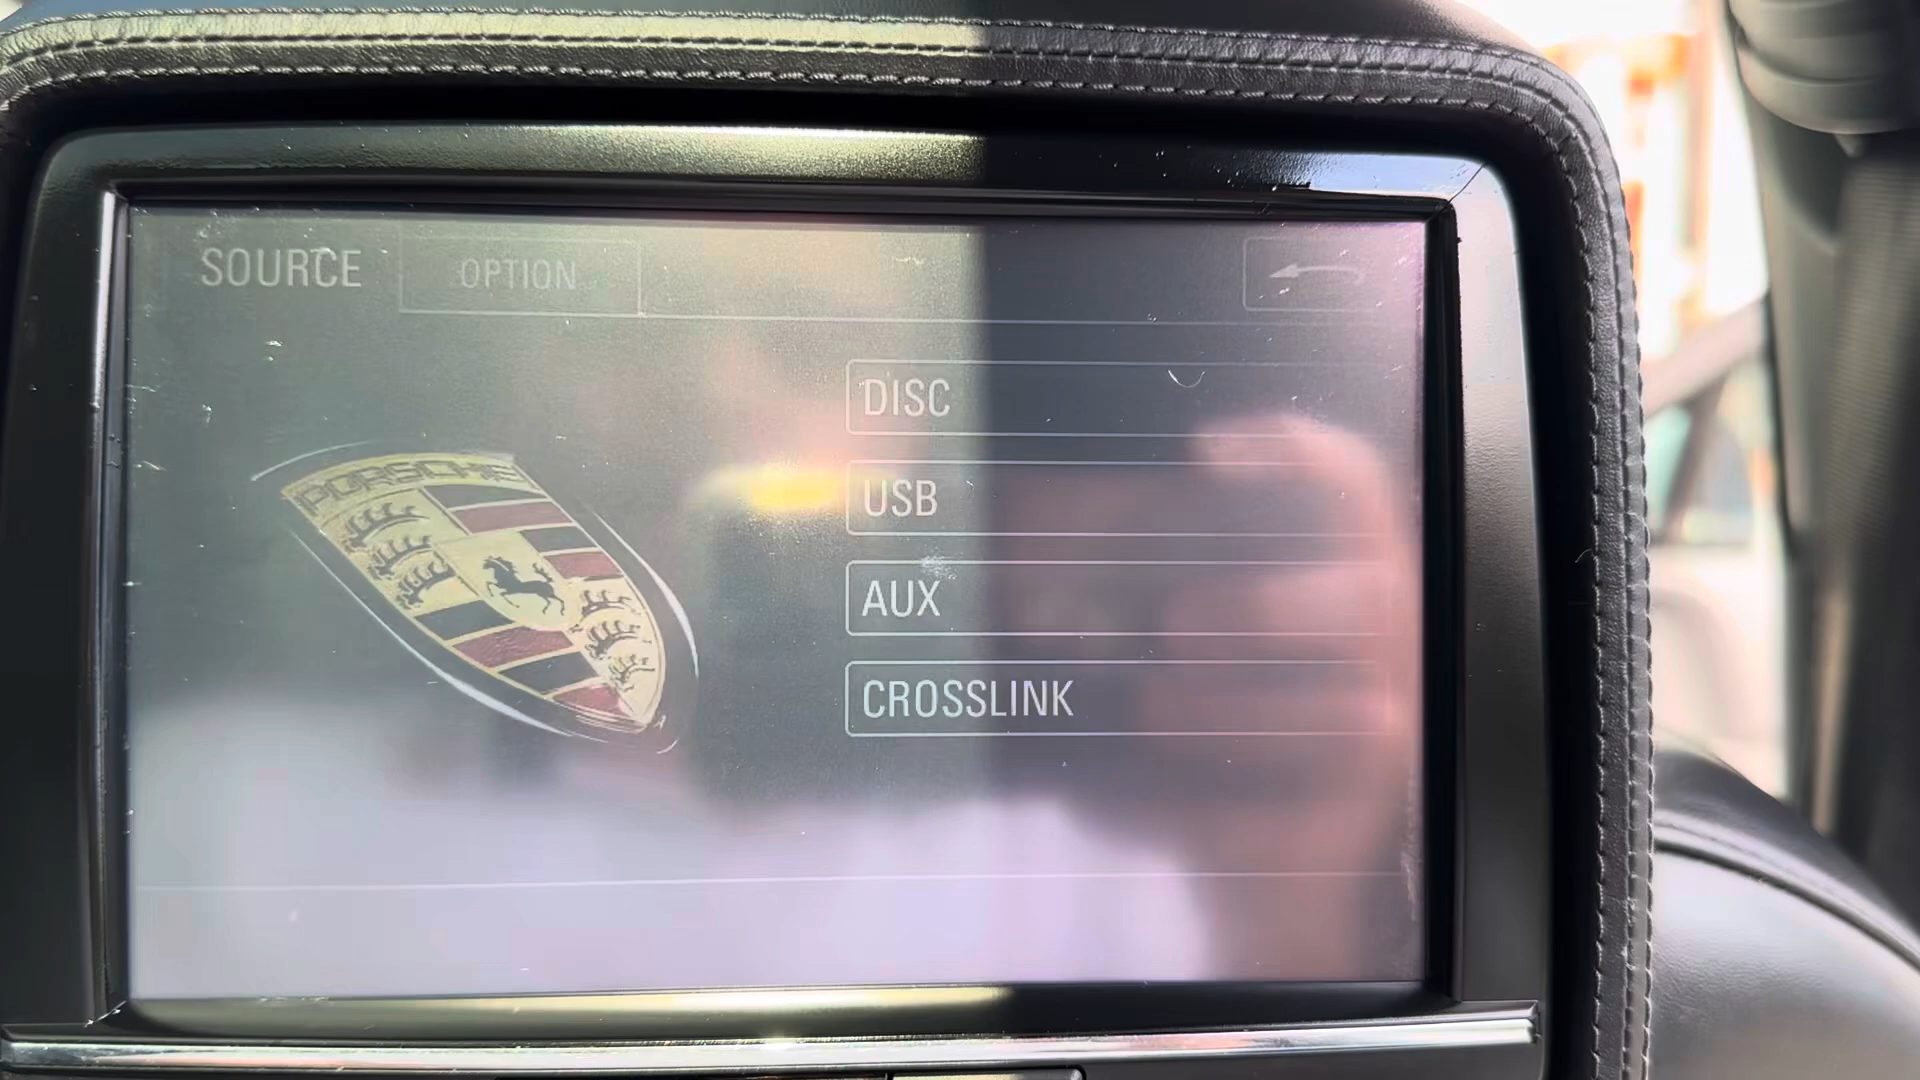 SOURCE OPTION
DISC
PORSCHE
USB
AUX
CROSSLINK